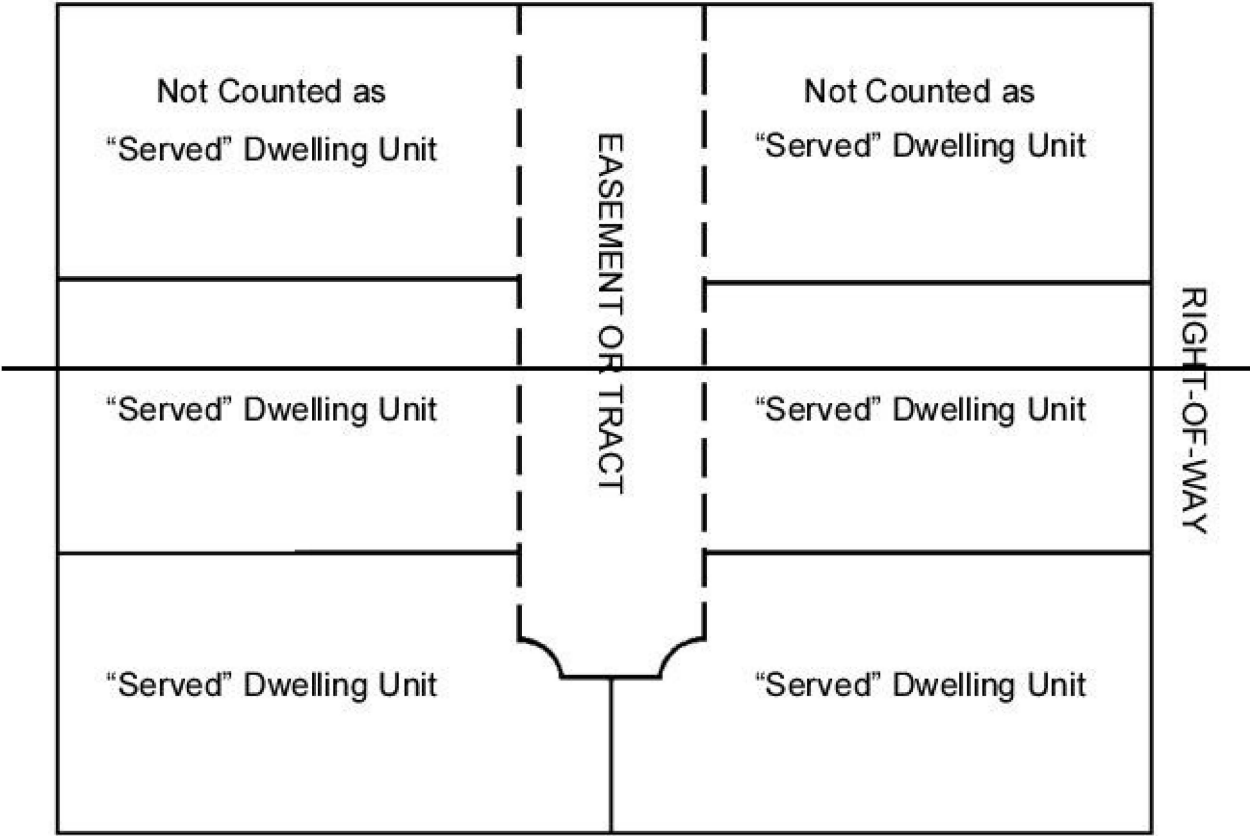 Not Counted as
“Served” Dwelling Unit
Not Counted as
“Served” Dwelling Unit
EASEMENT OR TRACT
RIGHT-OF-WAY
“Served” Dwelling Unit
“Served” Dwelling Unit
“Served” Dwelling Unit
“Served” Dwelling Unit